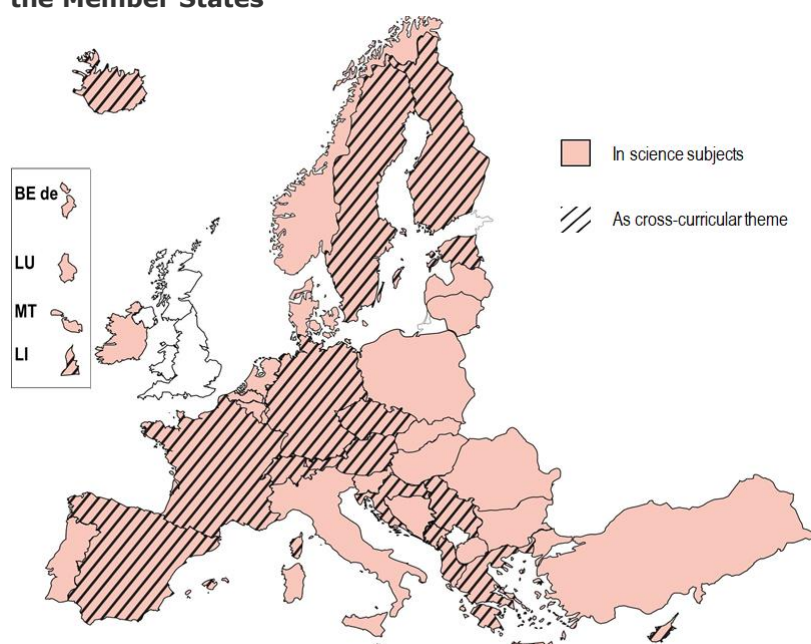 the Member States
In science subjects
As cross-curricular theme
BE de
LU
MT
LI